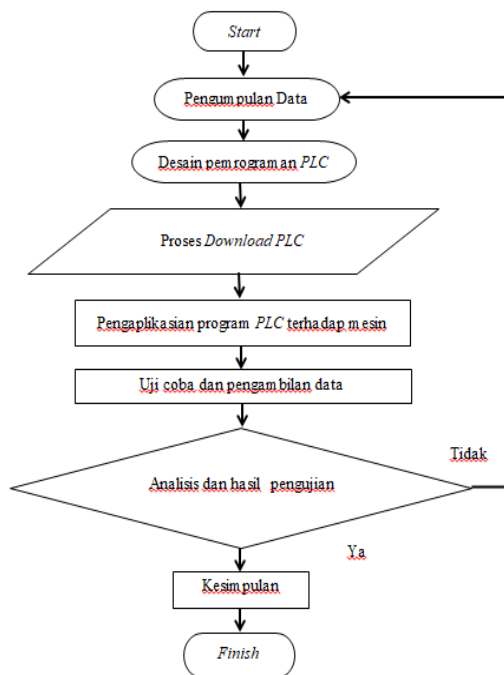 Start
Pengumpulan Data
Desain pemrograman PLC
Proses Download PLC
Pengaplikasian program PLC terhadap mesin
Uji coba dan pengambilan data
Tidak
Analisis dan hasil pengujian
Ya
Kesimpulan
Finish